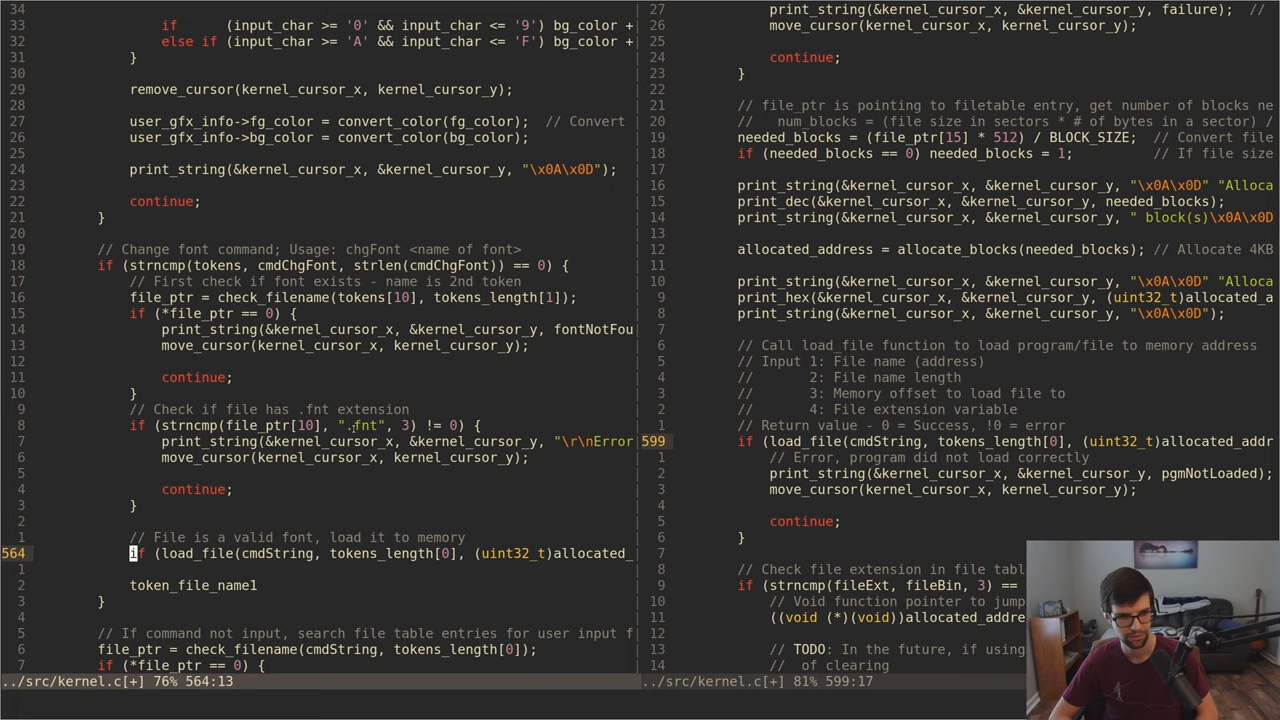 34
33 if (input_char >= '0' && input_char <= '9') bg_color +
32 else if (input_char >= 'A' && input_char <= 'F') bg_color +
31 }
30
29 remove_cursor(kernel_cursor_x, kernel_cursor_y);
28
27 user_gfx_info->fg_color = convert_color(fg_color); // Convert
26 user_gfx_info->bg_color = convert_color(bg_color);
25
24 print_string(&kernel_cursor_x, &kernel_cursor_y, "\x0A\x0D");
23
22 continue;
21 }
20
19 // Change font command; Usage: chgFont <name of font>
18 if (strncmp(tokens, cmdChgFont, strlen(cmdChgFont)) == 0) {
17 // First check if font exists - name is 2nd token
16 file_ptr = check_filename(tokens[10], tokens_length[1]);
15 if (*file_ptr == 0) {
14 print_string(&kernel_cursor_x, &kernel_cursor_y, fontNotFou
13 move_cursor(kernel_cursor_x, kernel_cursor_y);
12
11 continue;
10 }
9 // Check if file has .fnt extension
8 if (strncmp(file_ptr[10], ".fnt", 3) != 0) {
7 print_string(&kernel_cursor_x, &kernel_cursor_y, "\r\nError
6 move_cursor(kernel_cursor_x, kernel_cursor_y);
5
4 continue;
3 }
2
1 // File is a valid font, load it to memory
564 if (load_file(cmdString, tokens_length[0], (uint32_t)allocated_
1
2 token_file_name1
3 }
4
5 // If command not input, search file table entries for user input f
6 file_ptr = check_filename(cmdString, tokens_length[0]);
7 if (*file_ptr == 0) {
../src/kernel.c[+] 76% 564:13
27 print_string(&kernel_cursor_x, &kernel_cursor_y, failure); //
26 move_cursor(kernel_cursor_x, kernel_cursor_y);
25
24 continue;
23 }
22
21 // file_ptr is pointing to filetable entry, get number of blocks ne
20 // num_blocks = (file size in sectors * # of bytes in a sector) /
19 needed_blocks = (file_ptr[15] * 512) / BLOCK_SIZE; // Convert file
18 if (needed_blocks == 0) needed_blocks = 1; // If file size
17
16 print_string(&kernel_cursor_x, &kernel_cursor_y, "\x0A\x0D" "Alloca
15 print_dec(&kernel_cursor_x, &kernel_cursor_y, needed_blocks);
14 print_string(&kernel_cursor_x, &kernel_cursor_y, " block(s)\x0A\x0D
13
12 allocated_address = allocate_blocks(needed_blocks); // Allocate 4KB
11
10 print_string(&kernel_cursor_x, &kernel_cursor_y, "\x0A\x0D" "Alloca
9 print_hex(&kernel_cursor_x, &kernel_cursor_y, (uint32_t)allocated_a
8 print_string(&kernel_cursor_x, &kernel_cursor_y, "\x0A\x0D");
7
6 // Call load_file function to load program/file to memory address
5 // Input 1: File name (address)
4 // 2: File name length
3 // 3: Memory offset to load file to
2 // 4: File extension variable
1 // Return value - 0 = Success, !0 = error
599 if (load_file(cmdString, tokens_length[0], (uint32_t)allocated_addr
1 // Error, program did not load correctly
2 print_string(&kernel_cursor_x, &kernel_cursor_y, pgmNotLoaded);
3 move_cursor(kernel_cursor_x, kernel_cursor_y);
4
5 continue;
6 }
7
8 // Check file extension in file tab
9 if (strncmp(fileExt, fileBin, 3) ==
10 // Void function pointer to jump
11 ((void (*)(void))allocated_addre
12
13 // TODO: In the future, if using
14 // of clearing
../src/kernel.c[+] 81% 599:17